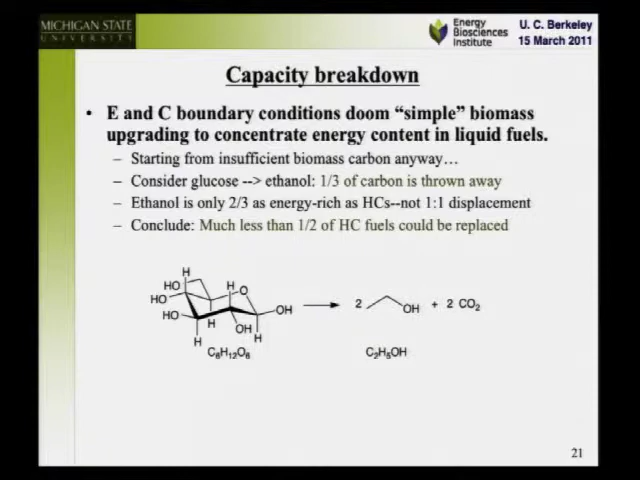 MICHIGAN STATE
UNIVERSITY
Energy
Biosciences
Institute
U. C. Berkeley
15 March 2011
Capacity breakdown
• E and C boundary conditions doom “simple” biomass
upgrading to concentrate energy content in liquid fuels.
– Starting from insufficient biomass carbon anyway…
– Consider glucose --> ethanol: 1/3 of carbon is thrown away
– Ethanol is only 2/3 as energy-rich as HCs--not 1:1 displacement
– Conclude: Much less than 1/2 of HC fuels could be replaced
H
HO
H
O
HO
HO
H
OH
OH
H
H
2
OH
+ 2 CO₂
C₆H₁₂O₆
C₂H₅OH
21